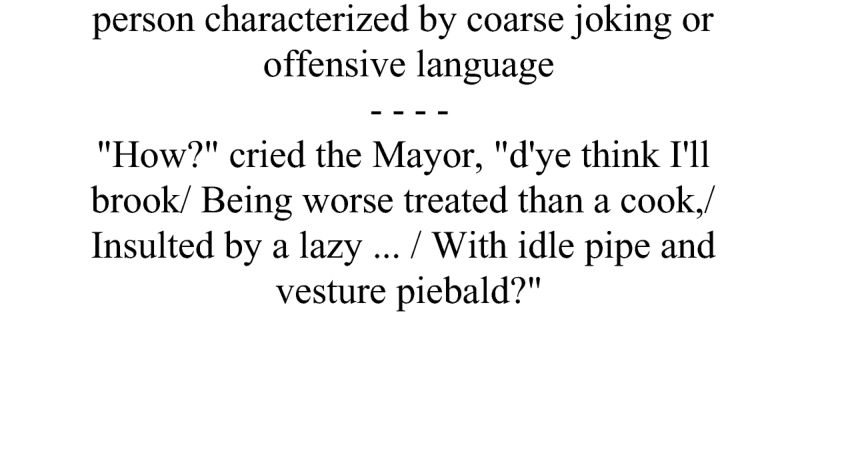 person characterized by coarse joking or
offensive language
- - - -
"How?" cried the Mayor, "d'ye think I'll
brook/ Being worse treated than a cook,/
Insulted by a lazy ... / With idle pipe and
vesture piebald?"